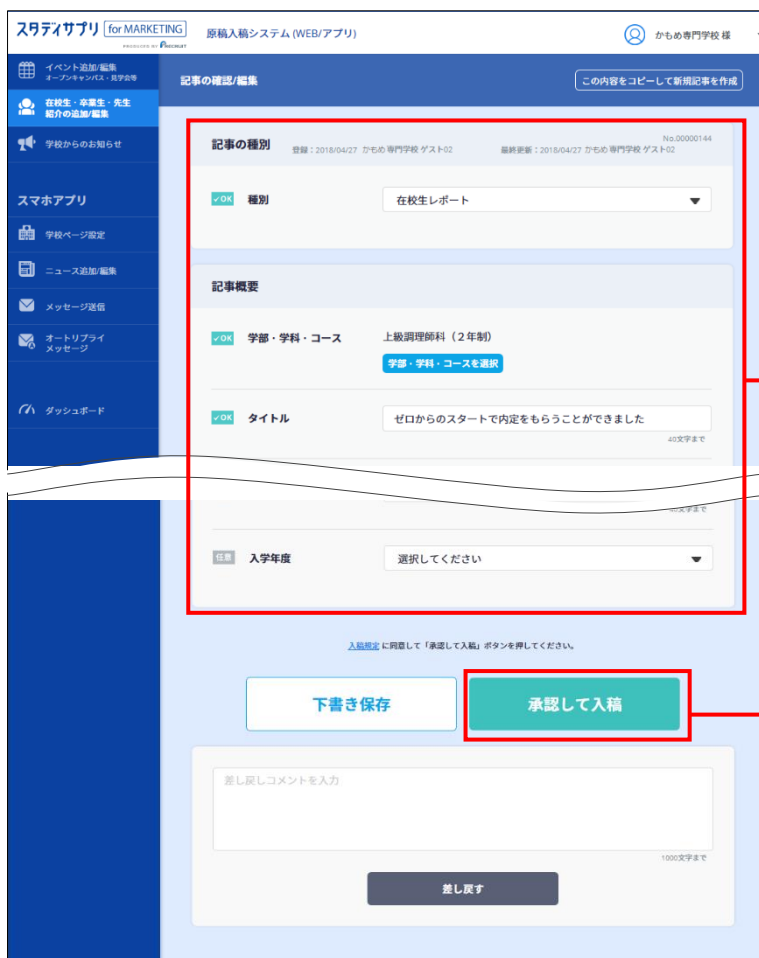 スタディサプリ for MARKETING
PRODUCED BY RECRUIT
原稿入稿システム (WEB/アプリ)
かもめ専門学校 様
イベント追加/編集
オープンキャンパス・見学会等
在校生・卒業生・先生
紹介の追加/編集
学校からのお知らせ
スマホアプリ
学校ページ設定
ニュース追加/編集
メッセージ送信
オートリプライ
メッセージ
ダッシュボード
記事の確認/編集
この内容をコピーして新規記事を作成
No.00000144
記事の種別 登録：2018/04/27 かもめ専門学校 ゲスト02 最終更新：2018/04/27 かもめ専門学校 ゲスト02
✓OK 種別 在校生レポート
記事概要
✓OK 学部・学科・コース 上級調理師科（２年制）
学部・学科・コースを選択
✓OK タイトル ゼロからのスタートで内定をもらうことができました
40文字まで
40文字まで
任意 入学年度 選択してください
入稿規定 に同意して「承認して入稿」ボタンを押してください。
下書き保存 承認して入稿
差し戻しコメントを入力
1000文字まで
差し戻す